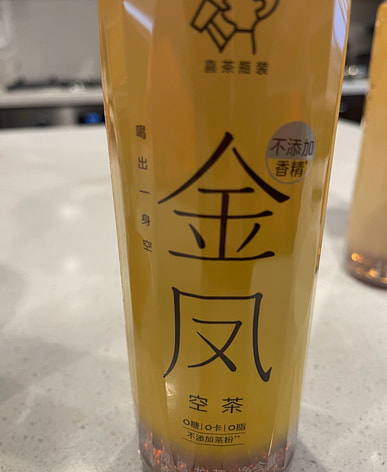 喜茶瓶装
喝出一身空
不添加
香精
金凤
空茶
0糖|0卡|0脂
不添加茶粉**